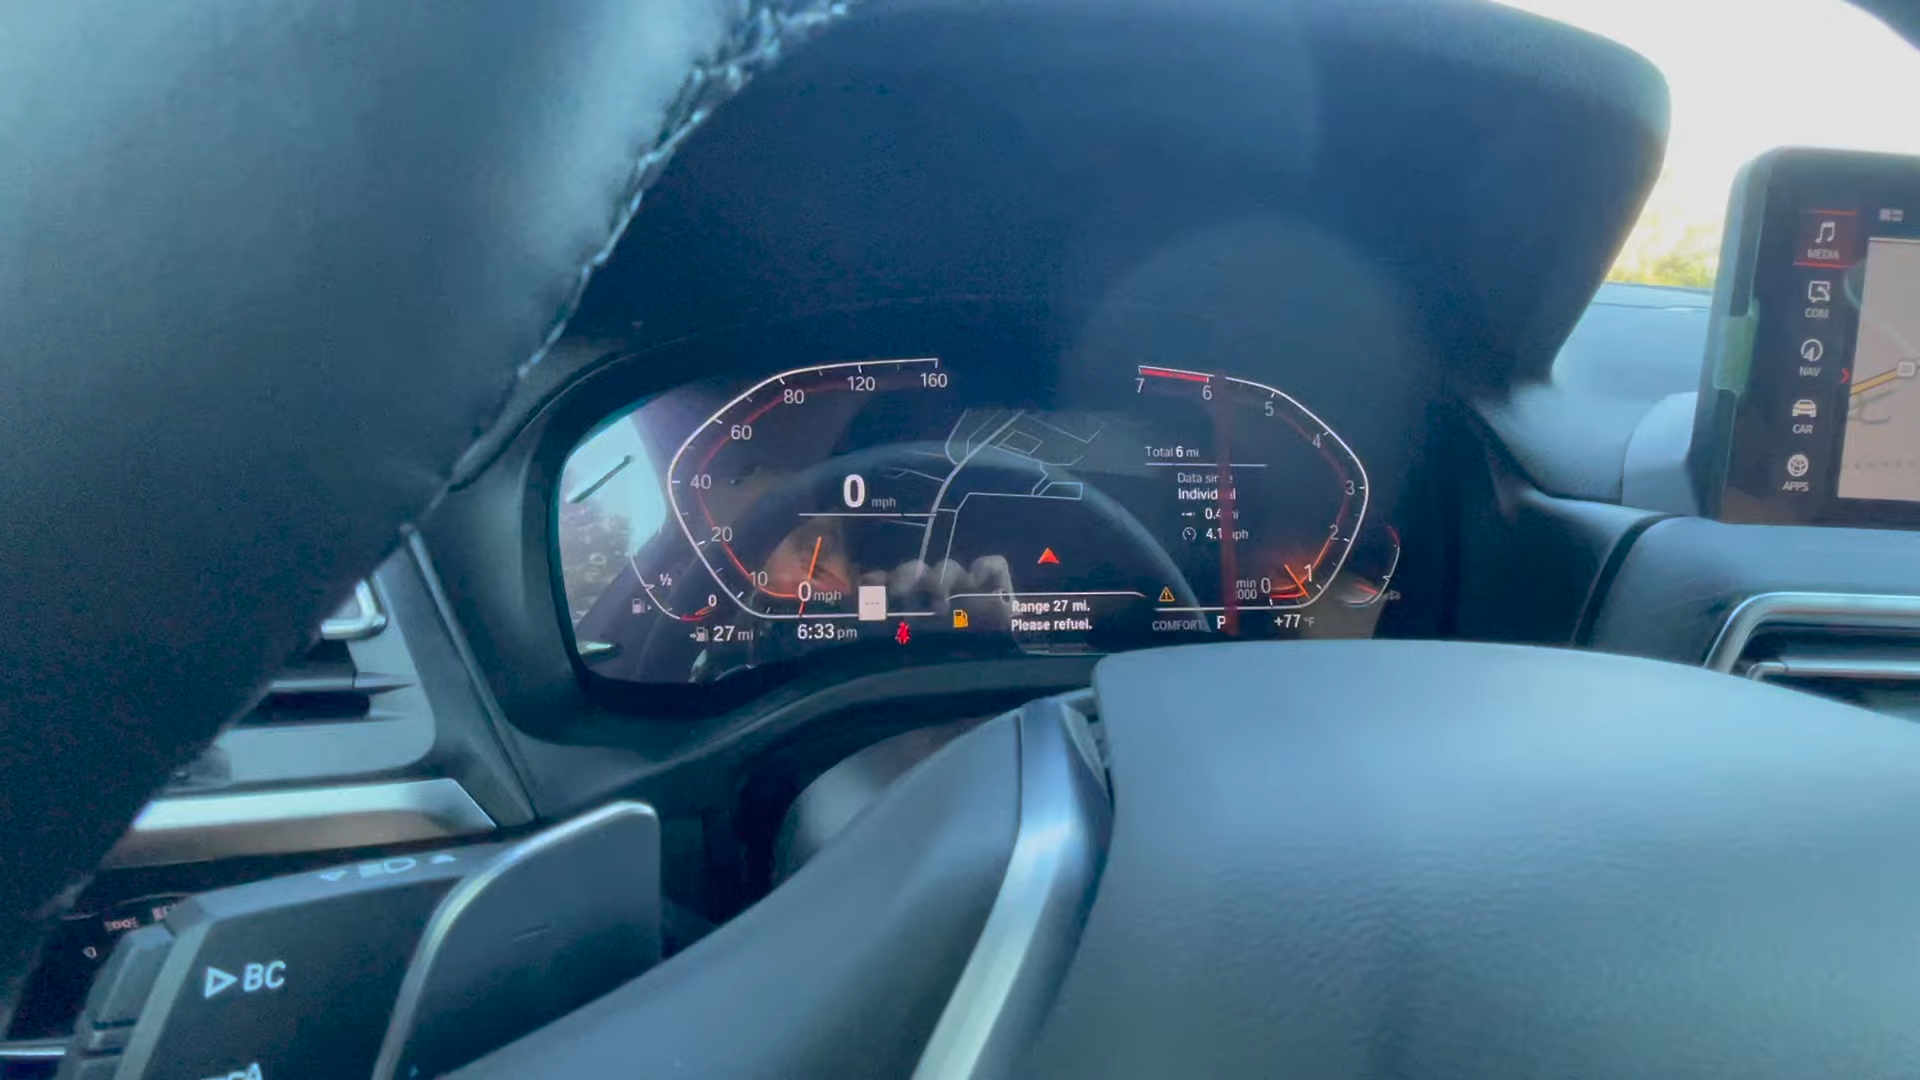 160
120
80
60
40
20
10
0 mph
0 mph
1/2
0
27 mi
6:33 pm
Range 27 mi.
Please refuel.
Total 6 mi
7
6
5
4
3
2
1
0
min
COMFORT
P
+77 °F
MEDIA
COM
NAV
CAR
APPS
BC